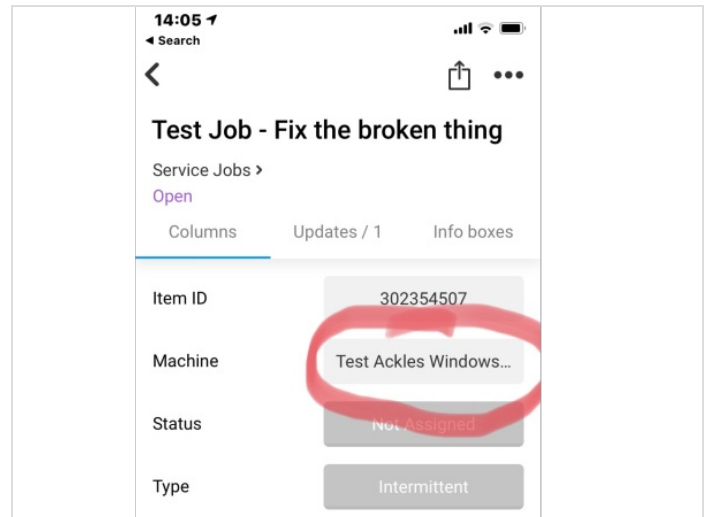 14:05
Search
Test Job - Fix the broken thing
Service Jobs >
Open
Columns Updates / 1 Info boxes
Item ID 302354507
Machine Test Ackles Windows...
Status Not Assigned
Type Intermittent